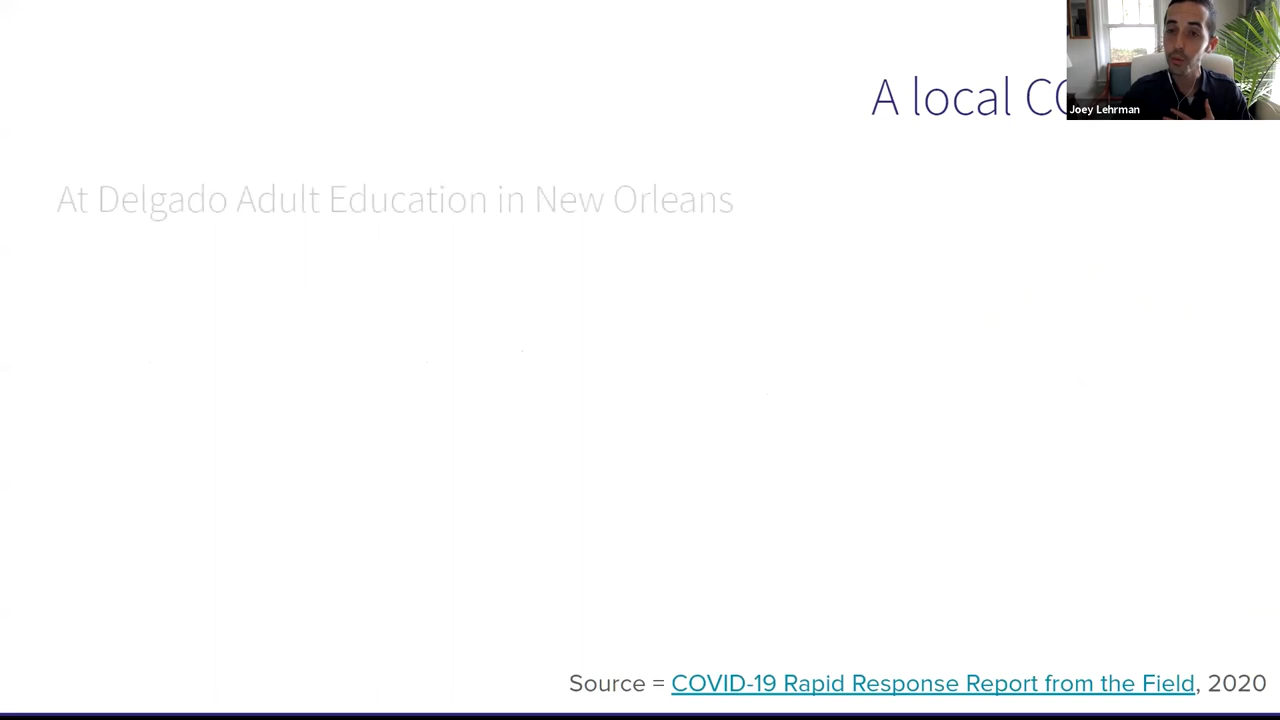 A local
Joey Lehrman
At Delgado Adult Education in New Orleans
Source = COVID-19 Rapid Response Report from the Field, 2020